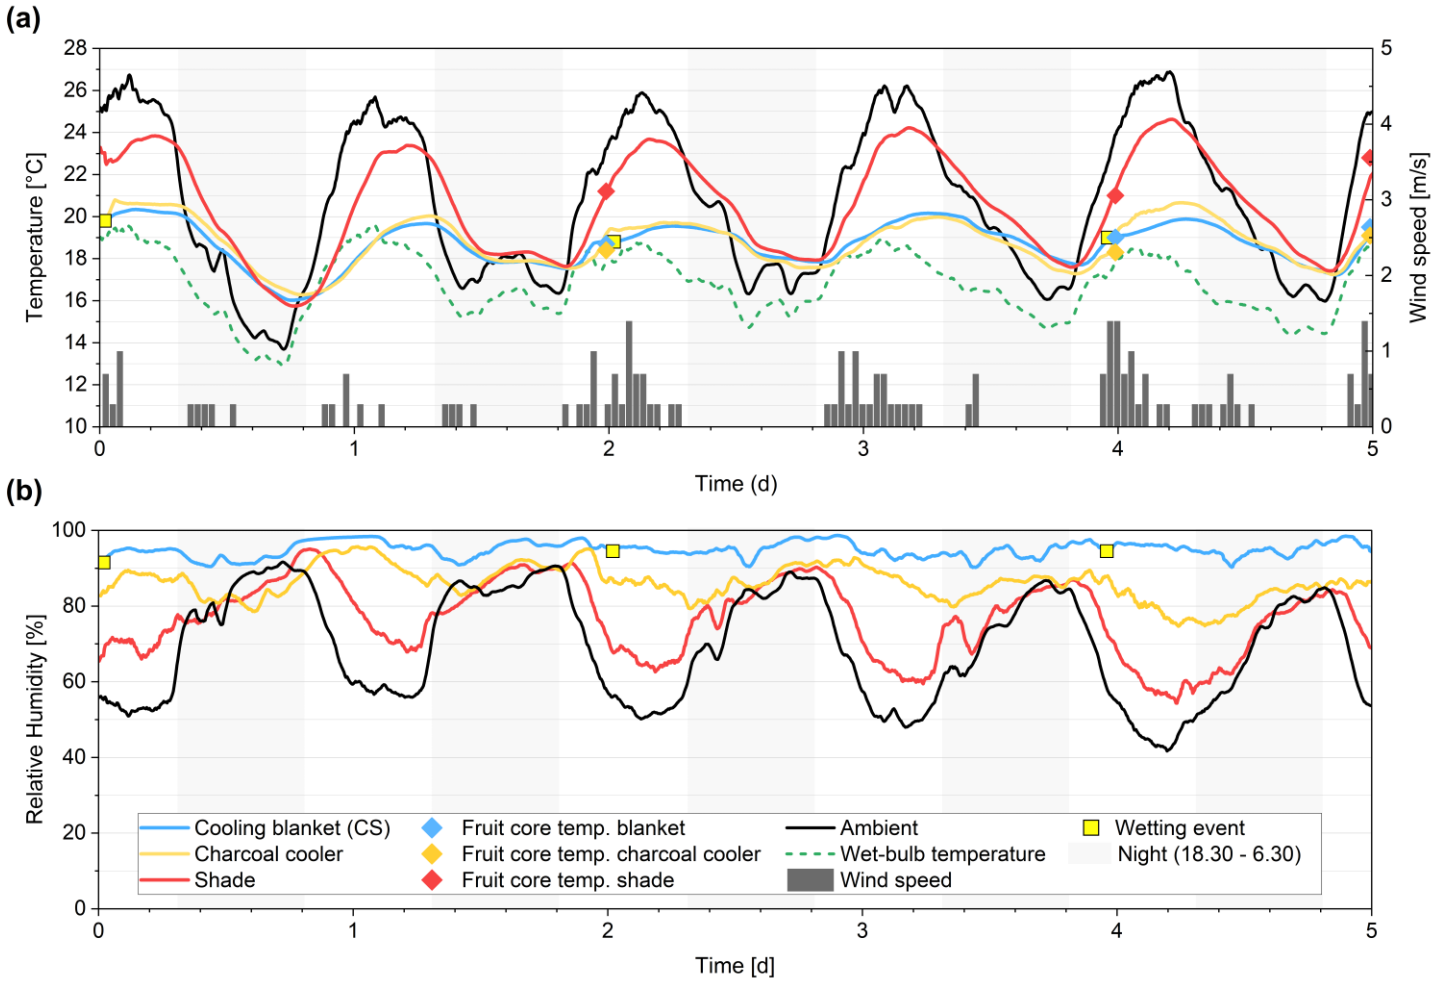 (a)
28
26
24
22
20
18
16
14
12
10
Temperature [°C]
5
4
3
2
1
0
Wind speed [m/s]
0 1 2 3 4 5
Time (d)
(b)
100
80
60
40
20
0
Relative Humidity [%]
Cooling blanket (CS) Fruit core temp. blanket Ambient Wetting event
Charcoal cooler Fruit core temp. charcoal cooler Wet-bulb temperature Night (18.30 - 6.30)
Shade Fruit core temp. shade Wind speed
0 1 2 3 4 5
Time [d]